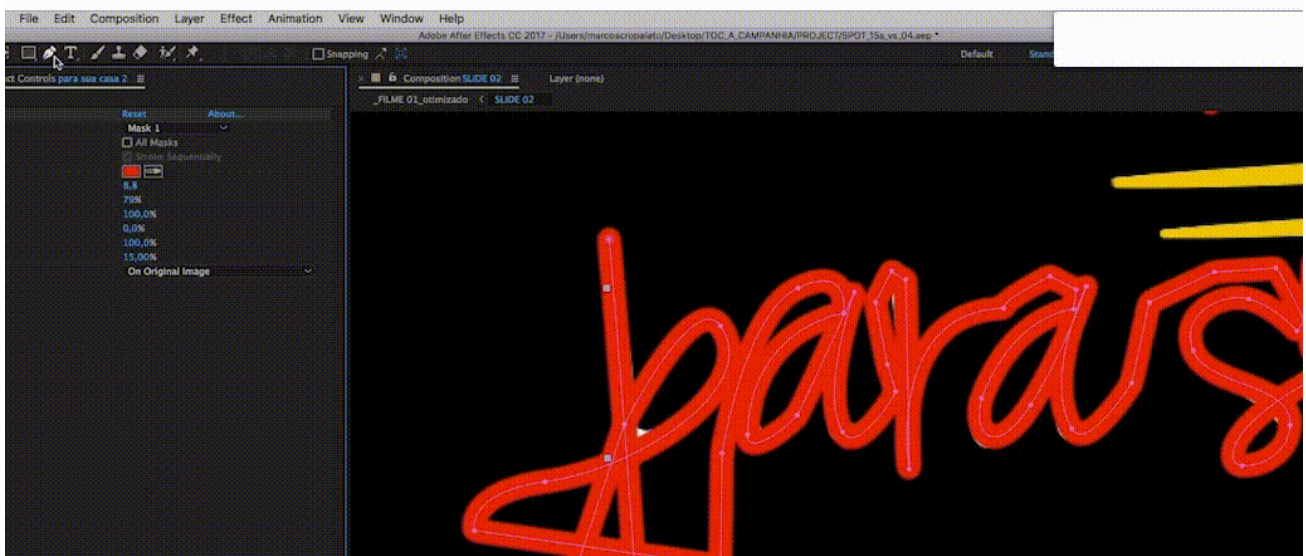 File Edit Composition Layer Effect Animation View Window Help
Adobe After Effects CC 2017 - /Users/marcoscropalato/Desktop/TOC_A_CAMPANHIA/PROJECT/SPOT_15s_vs_04.aep *
T Snapping Default Stand
ct Controls para sua casa 2 Composition SLIDE 02 Layer (none)
_FILME 01_otimizado SLIDE 02
Reset About...
Mask 1
All Masks
Stroke Sequentially
8,8
79%
100,0%
0,0%
100,0%
15,00%
On Original Image
para s